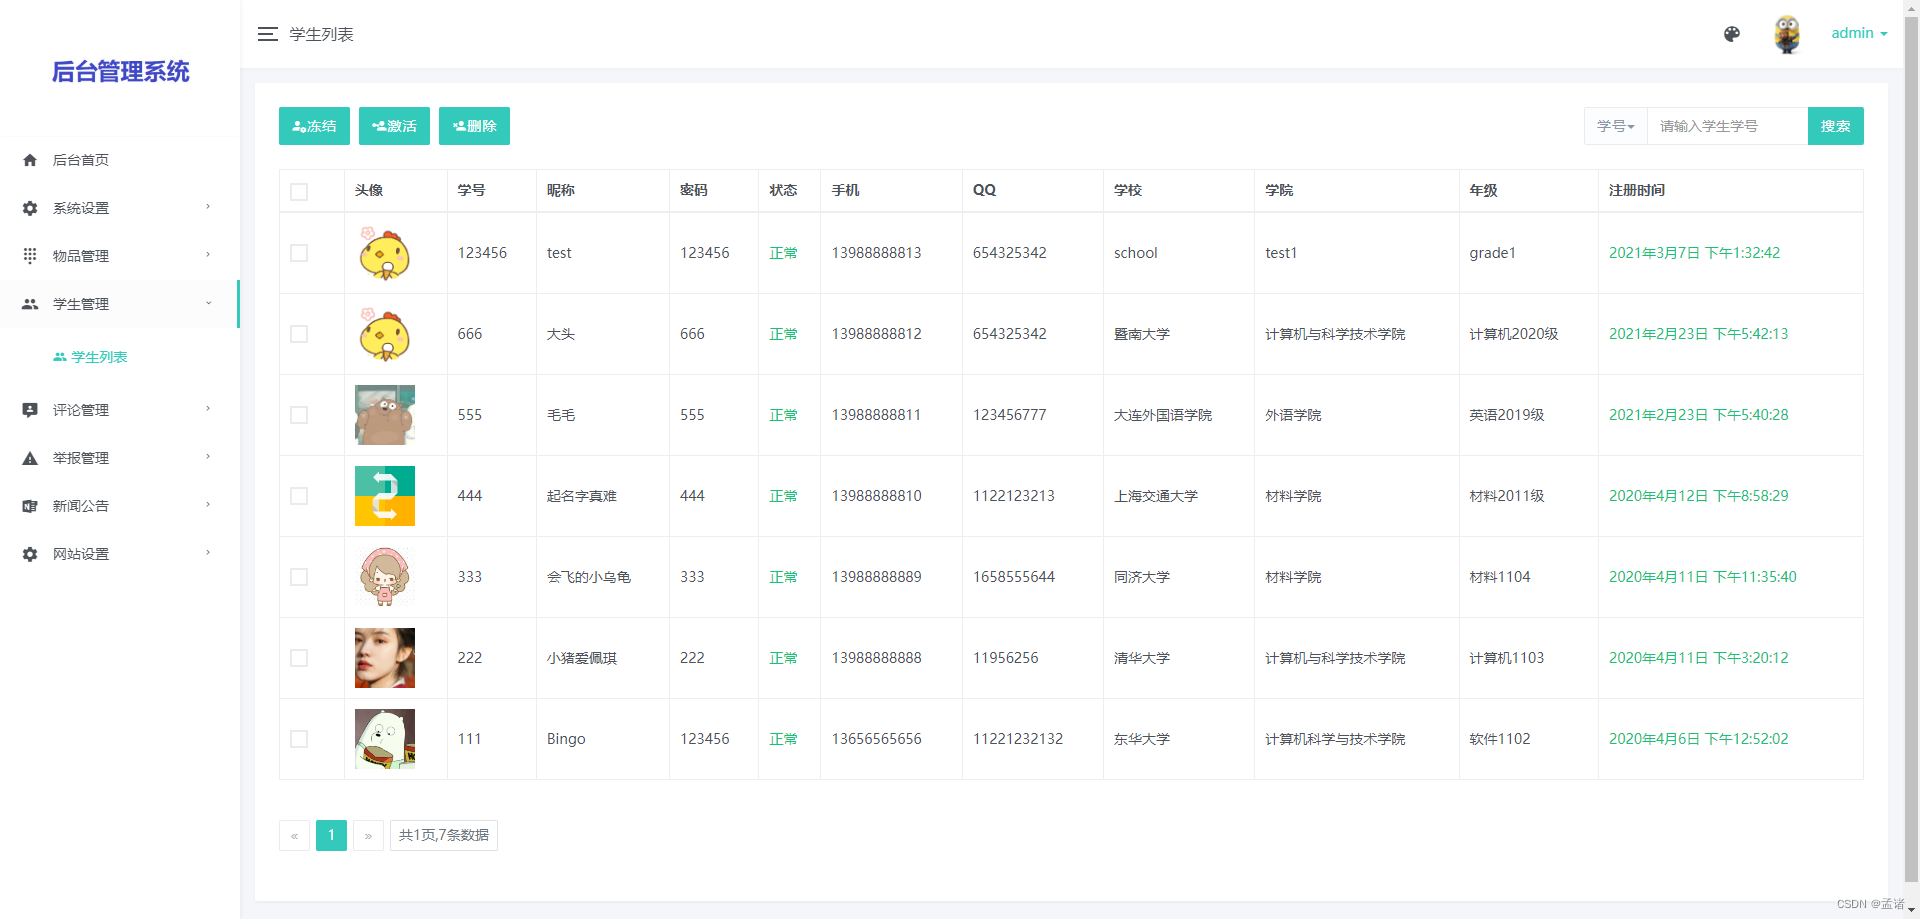 后台管理系统
学生列表
admin
后台首页
系统设置
物品管理
学生管理
学生列表
评论管理
举报管理
新闻公告
网站设置
冻结 激活 删除
学号 请输入学生学号 搜索
头像 学号 昵称 密码 状态 手机 QQ 学校 学院 年级 注册时间
123456 test 123456 正常 13988888813 654325342 school test1 grade1 2021年3月7日 下午1:32:42
666 大头 666 正常 13988888812 654325342 暨南大学 计算机与科学技术学院 计算机2020级 2021年2月23日 下午5:42:13
555 毛毛 555 正常 13988888811 123456777 大连外国语学院 外语学院 英语2019级 2021年2月23日 下午5:40:28
444 起名字真难 444 正常 13988888810 1122123213 上海交通大学 材料学院 材料2011级 2020年4月12日 下午8:58:29
333 会飞的小乌龟 333 正常 13988888889 1658555644 同济大学 材料学院 材料1104 2020年4月11日 下午11:35:40
222 小猪爱佩琪 222 正常 13988888888 11956256 清华大学 计算机与科学技术学院 计算机1103 2020年4月11日 下午3:20:12
111 Bingo 123456 正常 13656565656 11221232132 东华大学 计算机科学与技术学院 软件1102 2020年4月6日 下午12:52:02
« 1 » 共1页,7条数据
CSDN @孟诸